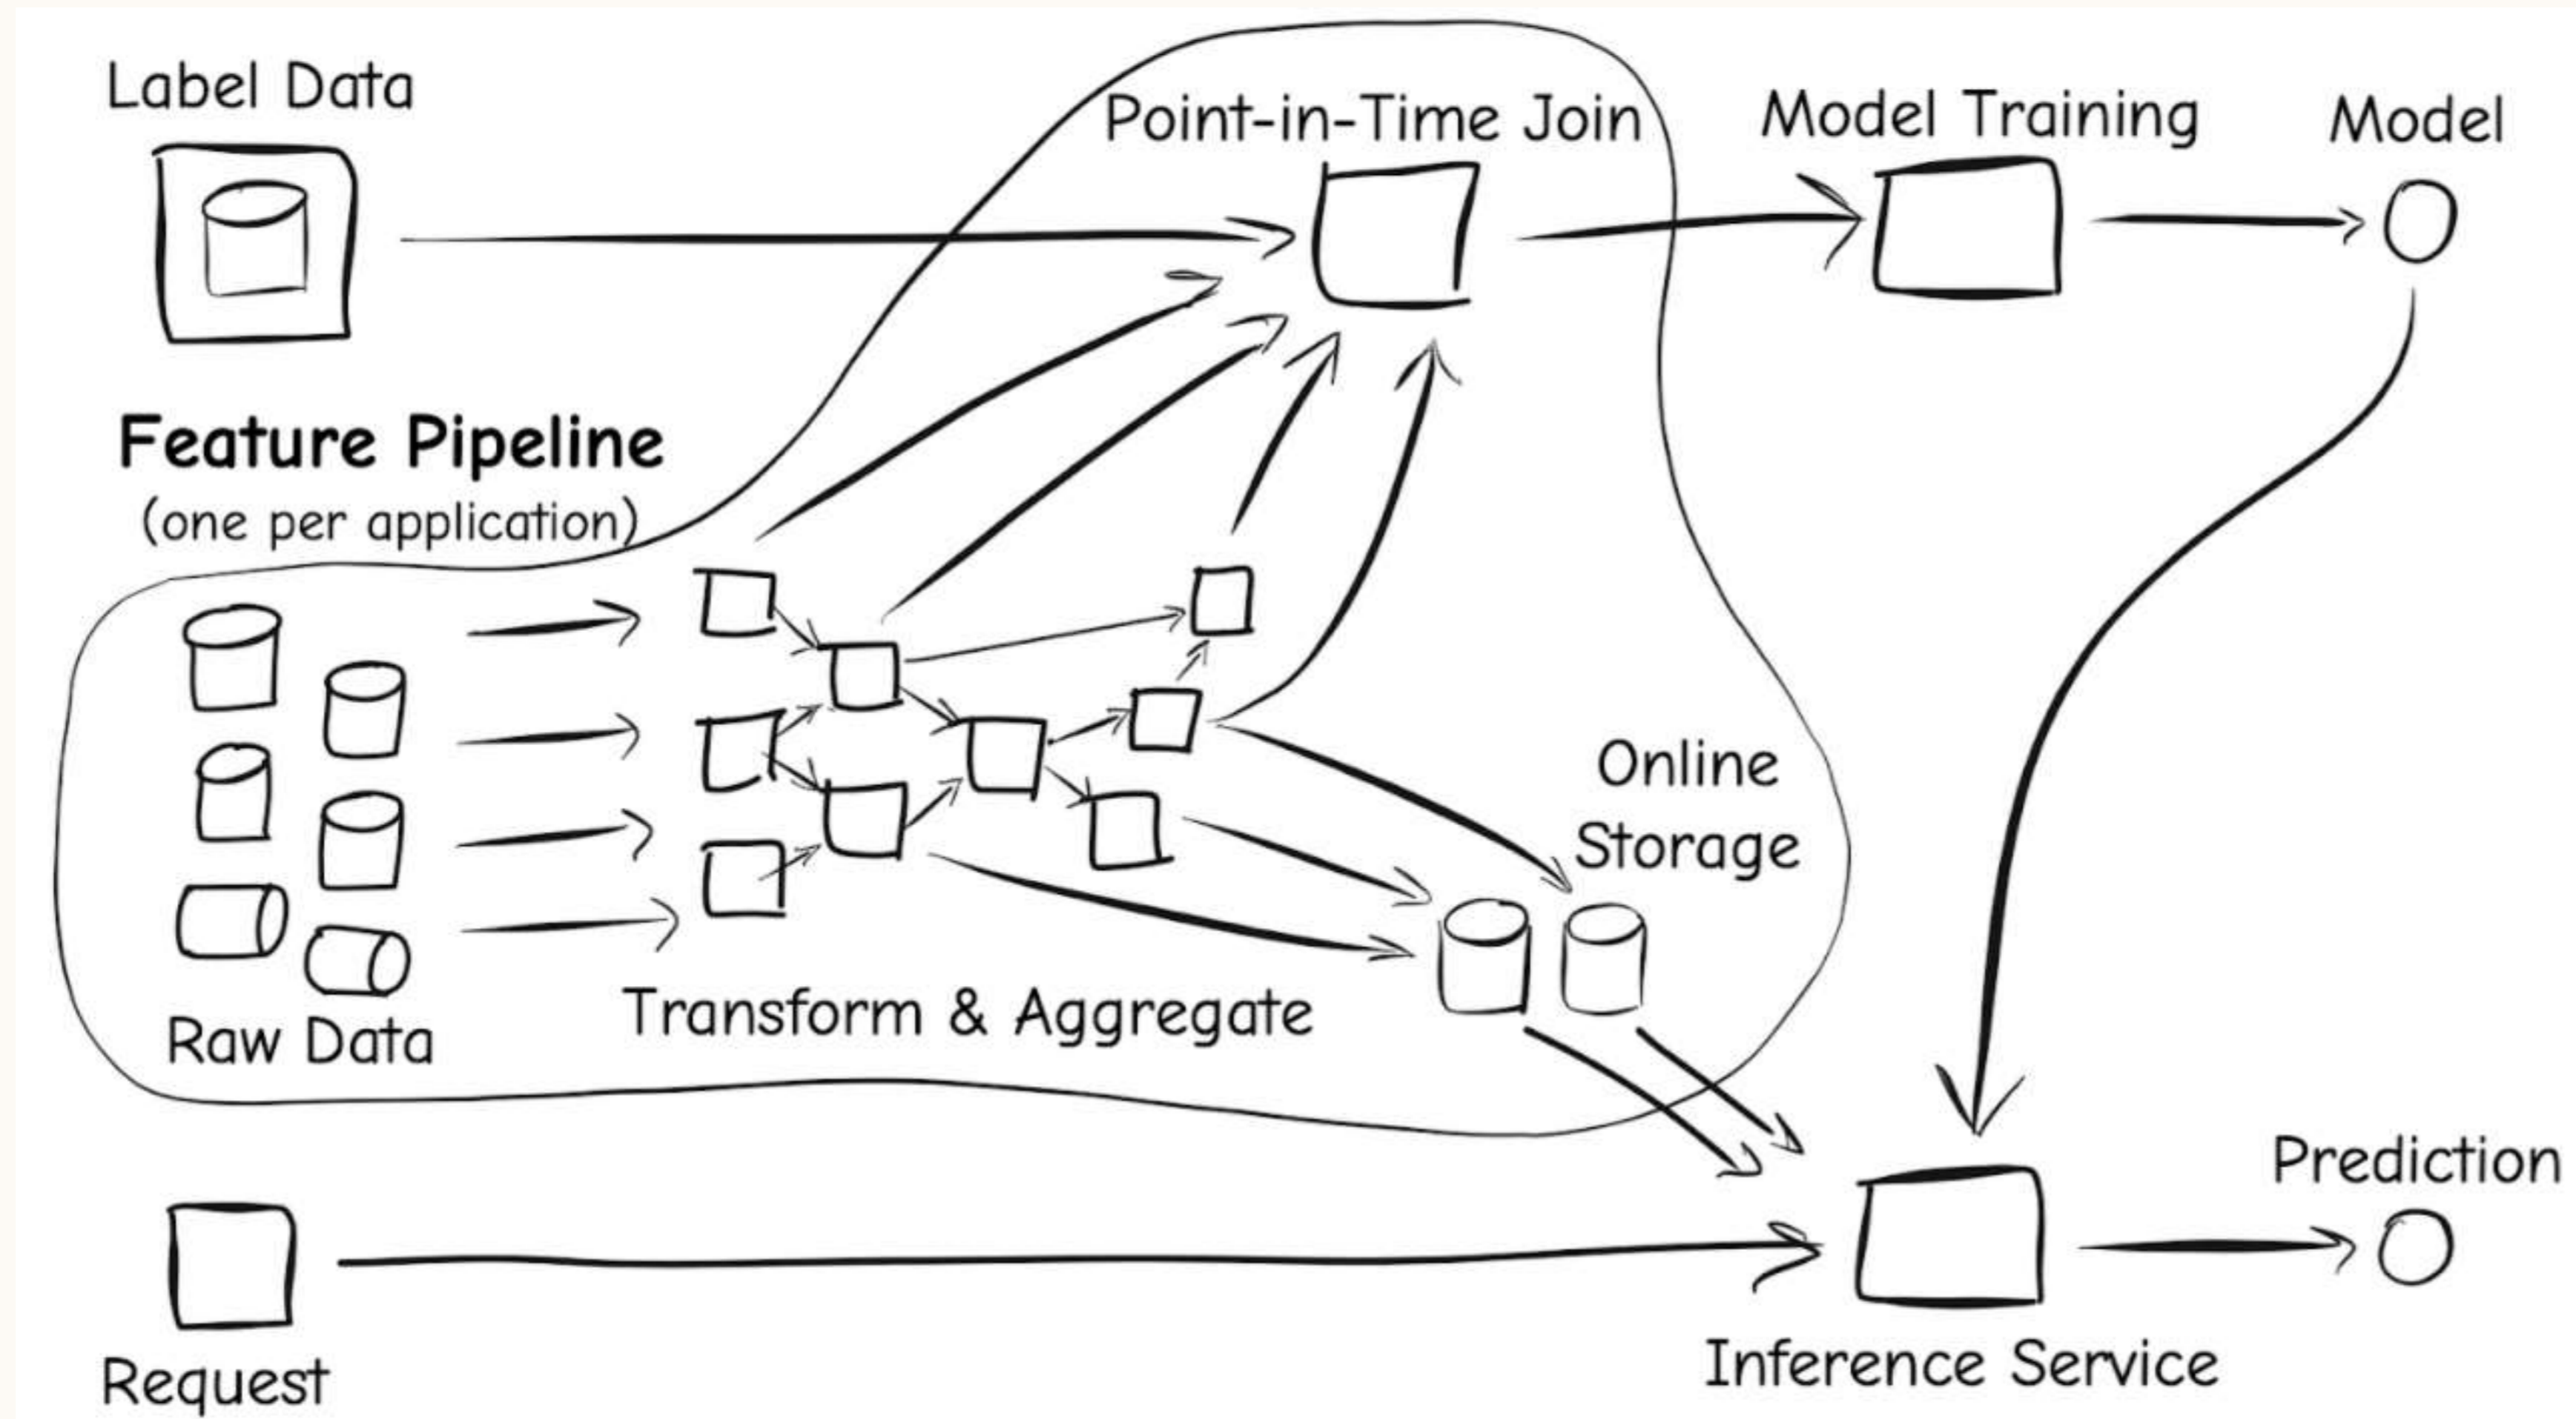 Label Data
Point-in-Time Join
Model Training
Model
Feature Pipeline
(one per application)
Online
Storage
Transform & Aggregate
Raw Data
Prediction
Request
Inference Service